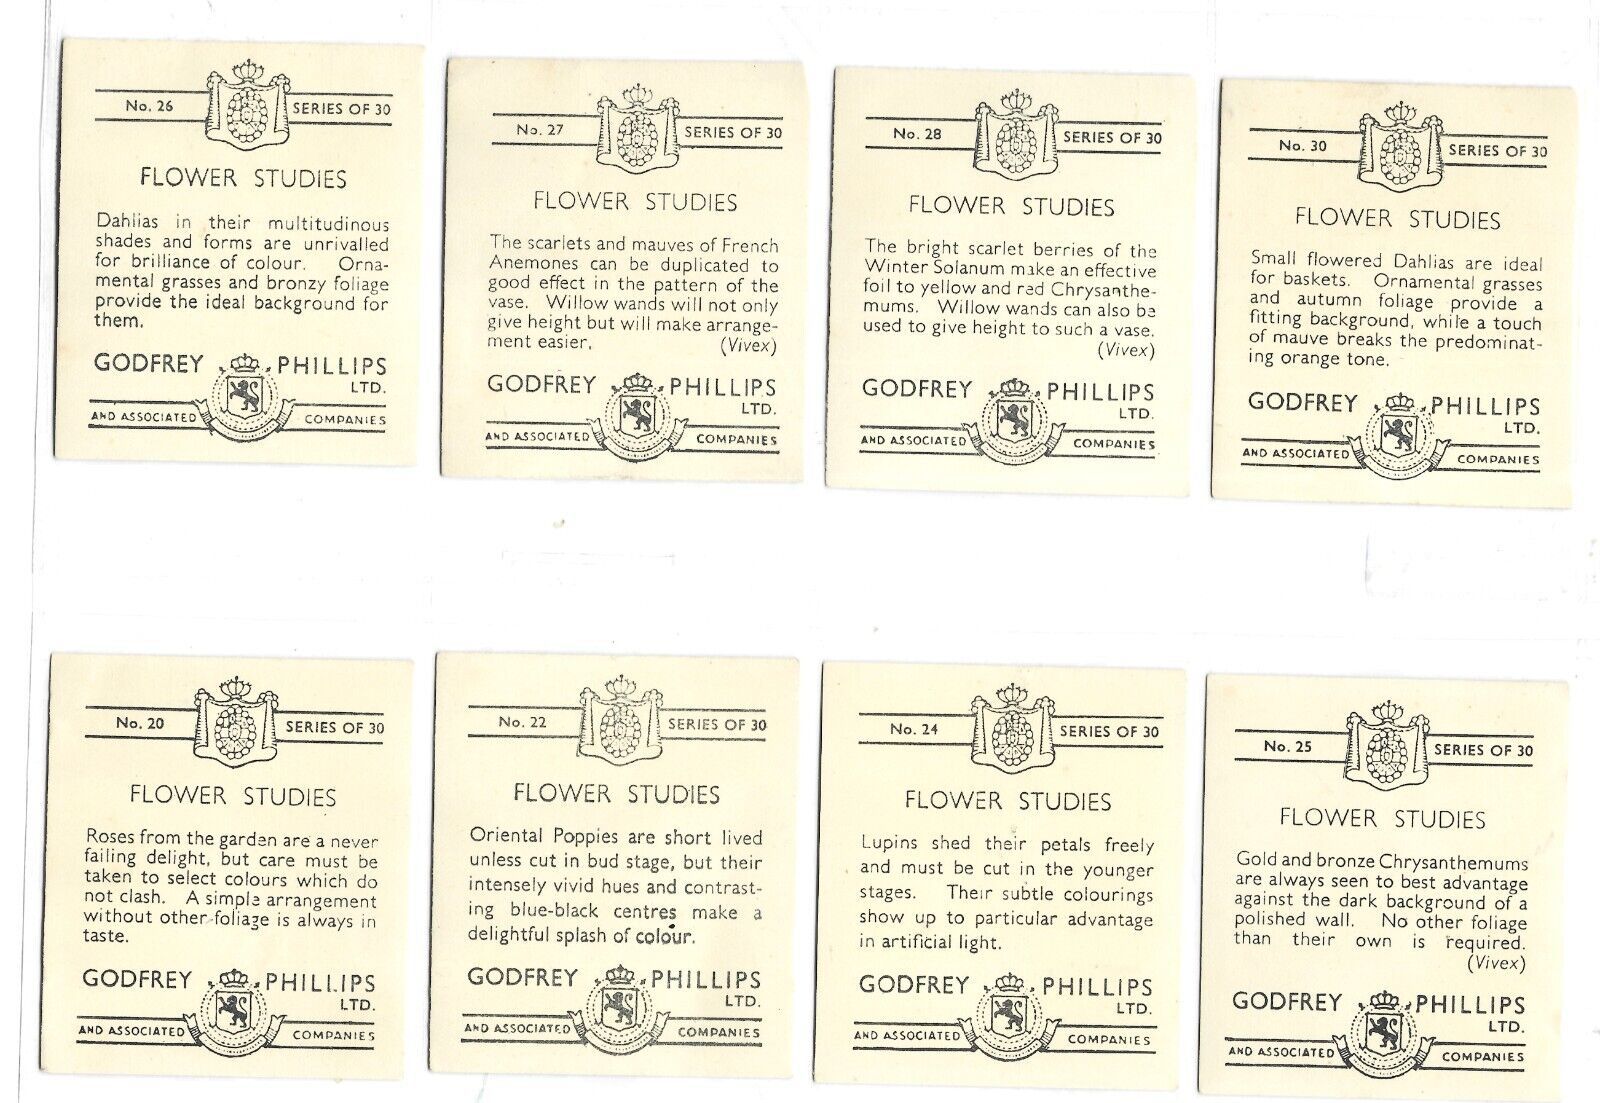 No. 26
SERIES OF 30
FLOWER STUDIES
Dahlias in their multitudinous
shades and forms are unrivalled
for brilliance of colour. Orna-
mental grasses and bronzy foliage
provide the ideal background for
them.
GODFREY PHILLIPS
LTD.
AND ASSOCIATED COMPANIES
No. 27
SERIES OF 30
FLOWER STUDIES
The scarlets and mauves of French
Anemones can be duplicated to
good effect in the pattern of the
vase. Willow wands will not only
give height but will make arrange-
ment easier. (Vivex)
GODFREY PHILLIPS
LTD.
AND ASSOCIATED COMPANIES
No. 28
SERIES OF 30
FLOWER STUDIES
The bright scarlet berries of the
Winter Solanum make an effective
foil to yellow and red Chrysanthe-
mums. Willow wands can also be
used to give height to such a vase.
(Vivex)
GODFREY PHILLIPS
LTD.
AND ASSOCIATED COMPANIES
No. 30
SERIES OF 30
FLOWER STUDIES
Small flowered Dahlias are ideal
for baskets. Ornamental grasses
and autumn foliage provide a
fitting background, while a touch
of mauve breaks the predominat-
ing orange tone.
GODFREY PHILLIPS
LTD.
AND ASSOCIATED COMPANIES
No. 20
SERIES OF 30
FLOWER STUDIES
Roses from the garden are a never
failing delight, but care must be
taken to select colours which do
not clash. A simple arrangement
without other foliage is always in
taste.
GODFREY PHILLIPS
LTD.
AND ASSOCIATED COMPANIES
No. 22
SERIES OF 30
FLOWER STUDIES
Oriental Poppies are short lived
unless cut in bud stage, but their
intensely vivid hues and contrast-
ing blue-black centres make a
delightful splash of colour.
GODFREY PHILLIPS
LTD.
AND ASSOCIATED COMPANIES
No. 24
SERIES OF 30
FLOWER STUDIES
Lupins shed their petals freely
and must be cut in the younger
stages. Their subtle colourings
show up to particular advantage
in artificial light.
GODFREY PHILLIPS
LTD.
AND ASSOCIATED COMPANIES
No. 25
SERIES OF 30
FLOWER STUDIES
Gold and bronze Chrysanthemums
are always seen to best advantage
against the dark background of a
polished wall. No other foliage
than their own is required.
(Vivex)
GODFREY PHILLIPS
LTD.
AND ASSOCIATED COMPANIES